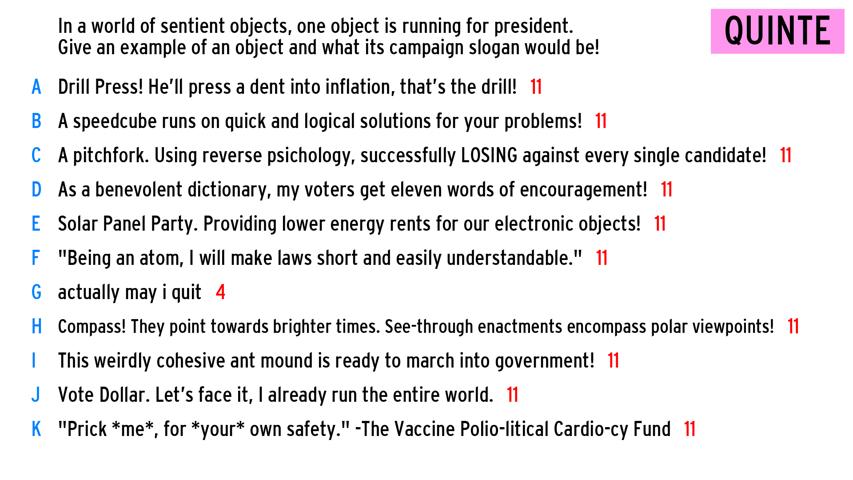 In a world of sentient objects, one object is running for president.
Give an example of an object and what its campaign slogan would be!
QUINTE
A Drill Press! He'll press a dent into inflation, that's the drill! 11
B A speedcube runs on quick and logical solutions for your problems! 11
C A pitchfork. Using reverse psichology, successfully LOSING against every single candidate! 11
D As a benevolent dictionary, my voters get eleven words of encouragement! 11
E Solar Panel Party. Providing lower energy rents for our electronic objects! 11
F "Being an atom, I will make laws short and easily understandable." 11
G actually may i quit 4
H Compass! They point towards brighter times. See-through enactments encompass polar viewpoints! 11
I This weirdly cohesive ant mound is ready to march into government! 11
J Vote Dollar. Let's face it, I already run the entire world. 11
K "Prick *me*, for *your* own safety." -The Vaccine Polio-litical Cardio-cy Fund 11